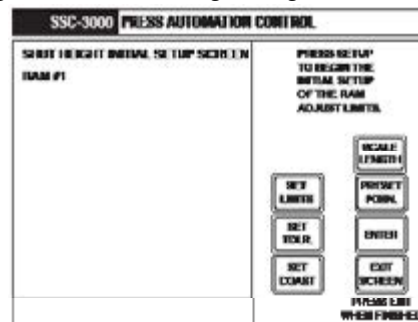 SSC-3000 PRESS AUTOMATION CONTROL
SHUT HEIGHT INITIAL SETUP SCREEN
RAM #1
PRESS SETUP
TO BEGIN THE
INITIAL SETUP
OF THE RAM
ADJUST LIMITS.
SCALE
LENGTH
SET
LIMITS
PRESET
POSN.
SET
TOLR.
ENTER
SET
COAST
EXIT
SCREEN
PRESS EXIT
WHEN FINISHED